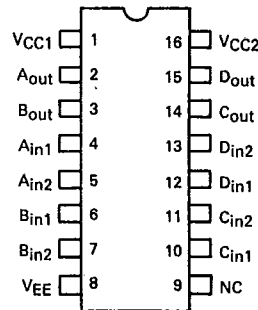 VCC1 1 16 VCC2
Aout 2 15 Dout
Bout 3 14 Cout
Ain1 4 13 Din2
Ain2 5 12 Din1
Bin1 6 11 Cin2
Bin2 7 10 Cin1
VEE 8 9 NC